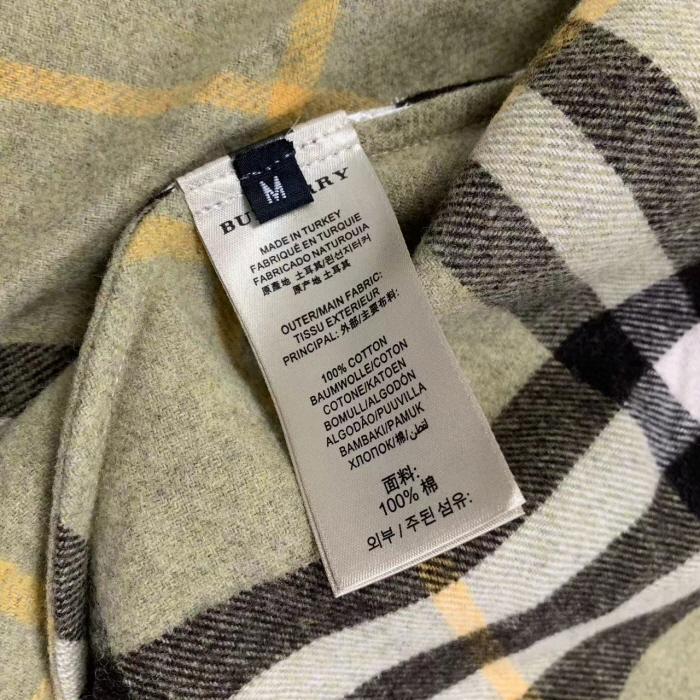 M
BURBERRY
MADE IN TURKEY
FABRIQUÉ EN TURQUIE
FABRICADO NATUROUIA
原產地 土耳其/원산지터키
原产地 土耳其
OUTER/MAIN FABRIC:
TISSU EXTERIEUR
PRINCIPAL: 外部/主要布料:
100% COTTON
BAUMWOLLE/COTON
COTONE/KATOEN
BOMULL/ALGODÓN
ALGODÃO/PUUVILLA
BAMBAKI/PAMUK
ХЛОПОК/棉/قطن
面料:
100% 棉
외부 / 주된 섬유: